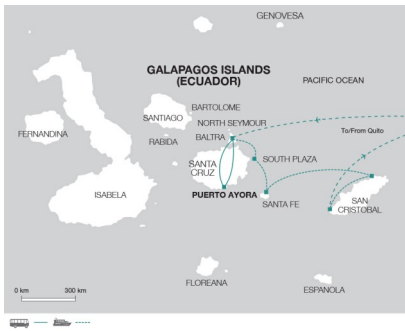 GENOVESA
GALAPAGOS ISLANDS
(ECUADOR)
PACIFIC OCEAN
BARTOLOME
SANTIAGO
NORTH SEYMOUR
FERNANDINA
BALTRA
To/From Quito
RABIDA
SOUTH PLAZA
SANTA
CRUZ
ISABELA
PUERTO AYORA
SANTA FE
SAN
CRISTOBAL
FLOREANA
ESPANOLA
0 km 300 km